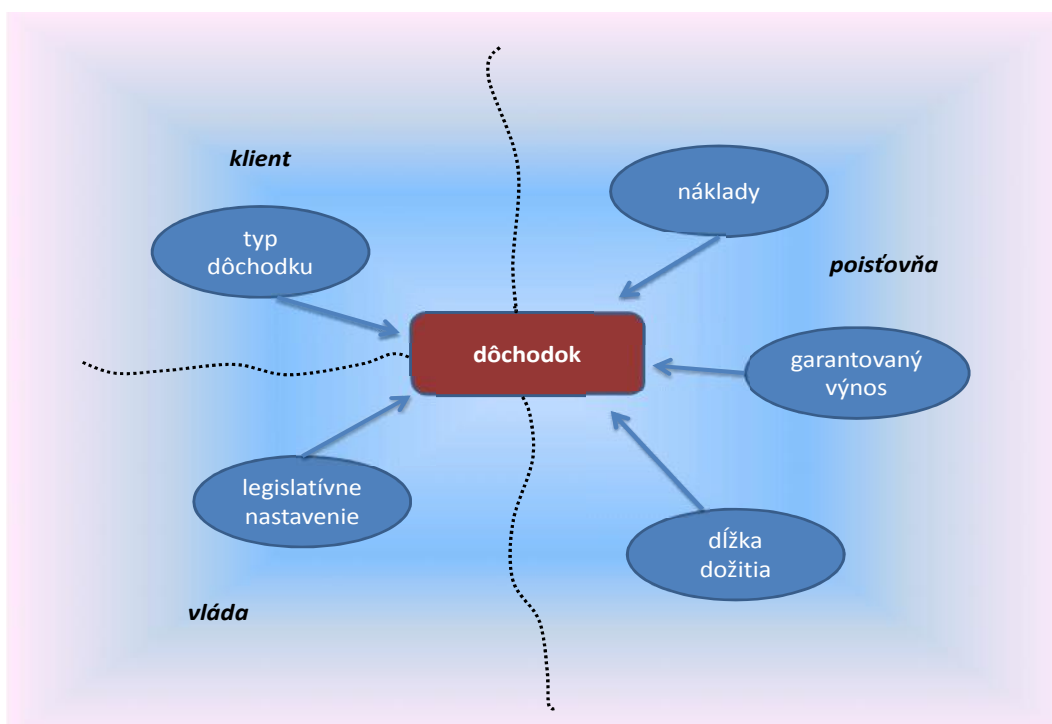 klient
náklady
typ
dôchodku
poisťovňa
dôchodok
garantovaný
výnos
legislatívne
nastavenie
dĺžka
dožitia
vláda